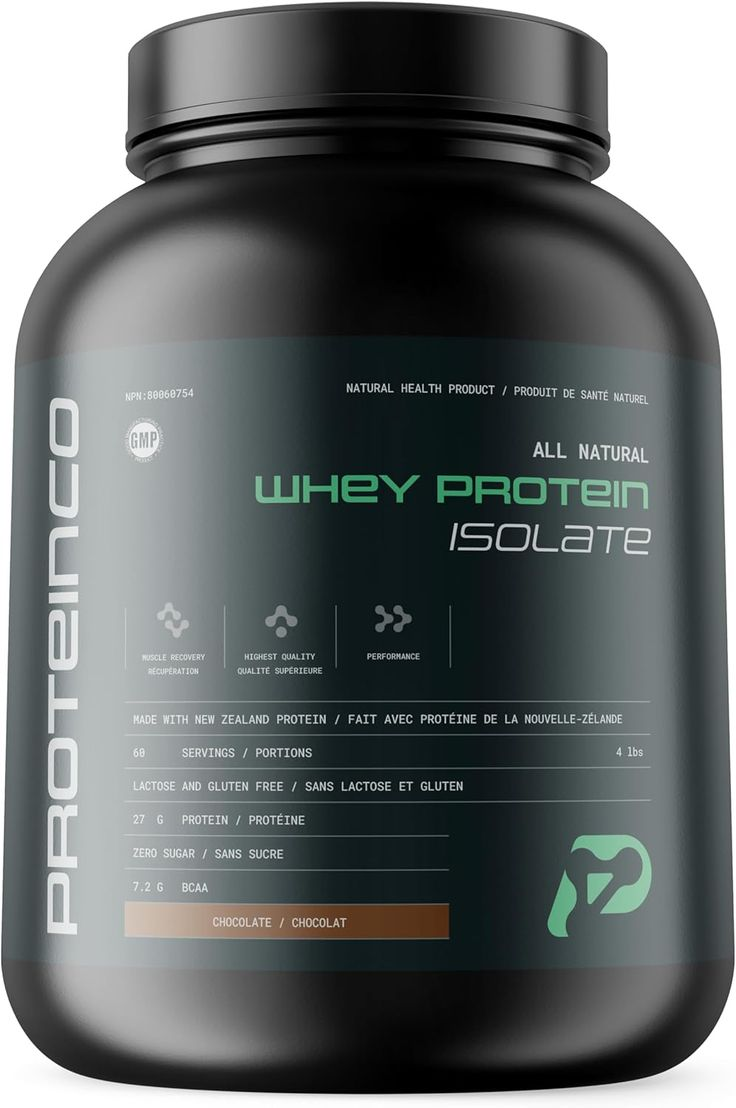 NPN:80060754
NATURAL HEALTH PRODUCT / PRODUIT DE SANTÉ NATUREL
GMP
PROTEINCO
ALL NATURAL
WHEY PROTEIN
ISOLATE
MUSCLE RECOVERY
RÉCUPÉRATION
HIGHEST QUALITY
QUALITÉ SUPÉRIEURE
PERFORMANCE
MADE WITH NEW ZEALAND PROTEIN / FAIT AVEC PROTÉINE DE LA NOUVELLE-ZÉLANDE
60 SERVINGS / PORTIONS 4 lbs
LACTOSE AND GLUTEN FREE / SANS LACTOSE ET GLUTEN
27 G PROTEIN / PROTÉINE
ZERO SUGAR / SANS SUCRE
7.2 G BCAA
CHOCOLATE / CHOCOLAT